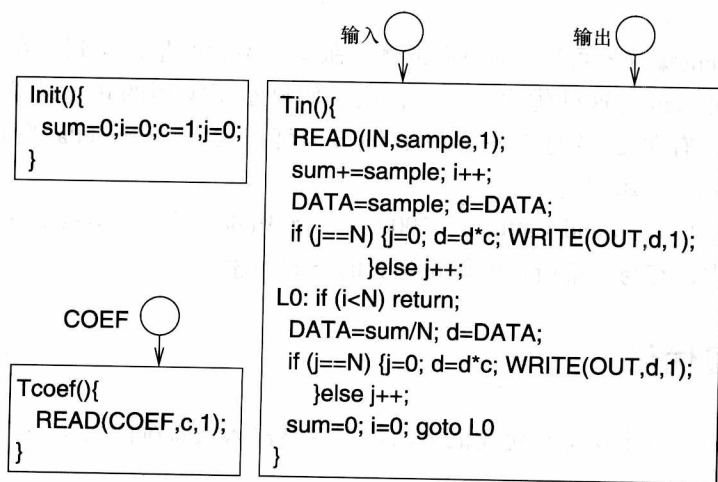 输入
输出
Init(){
sum=0;i=0;c=1;j=0;
}
Tin(){
READ(IN,sample,1);
sum+=sample; i++;
DATA=sample; d=DATA;
if (j==N) {j=0; d=d*c; WRITE(OUT,d,1);
}else j++;
L0: if (i<N) return;
DATA=sum/N; d=DATA;
if (j==N) {j=0; d=d*c; WRITE(OUT,d,1);
}else j++;
sum=0; i=0; goto L0
}
COEF
Tcoef(){
READ(COEF,c,1);
}